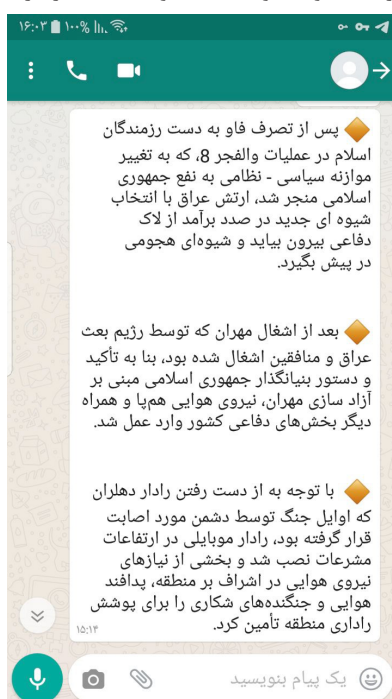 ۱۶:۰۳
۱۰۰%
🔶 پس از تصرف فاو به دست رزمندگان
اسلام در عملیات والفجر 8، که به تغییر
موازنه سیاسی - نظامی به نفع جمهوری
اسلامی منجر شد، ارتش عراق با انتخاب
شیوه ای جدید در صدد برآمد از لاک
دفاعی بیرون بیاید و شیوه‌ای هجومی
در پیش بگیرد.
🔶 بعد از اشغال مهران که توسط رژیم بعث
عراق و منافقین اشغال شده بود، بنا به تأکید
و دستور بنیانگذار جمهوری اسلامی مبنی بر
آزاد سازی مهران، نیروی هوایی هم‌پا و همراه
دیگر بخش‌های دفاعی کشور وارد عمل شد.
🔶 با توجه به از دست رفتن رادار دهلران
که اوایل جنگ توسط دشمن مورد اصابت
قرار گرفته بود، رادار موبایلی در ارتفاعات
مشرعات نصب شد و بخشی از نیازهای
نیروی هوایی در اشراف بر منطقه، پدافند
هوایی و جنگنده‌های شکاری را برای پوشش
راداری منطقه تأمین کرد.
۱۵:۱۴
یک پیام بنویسید